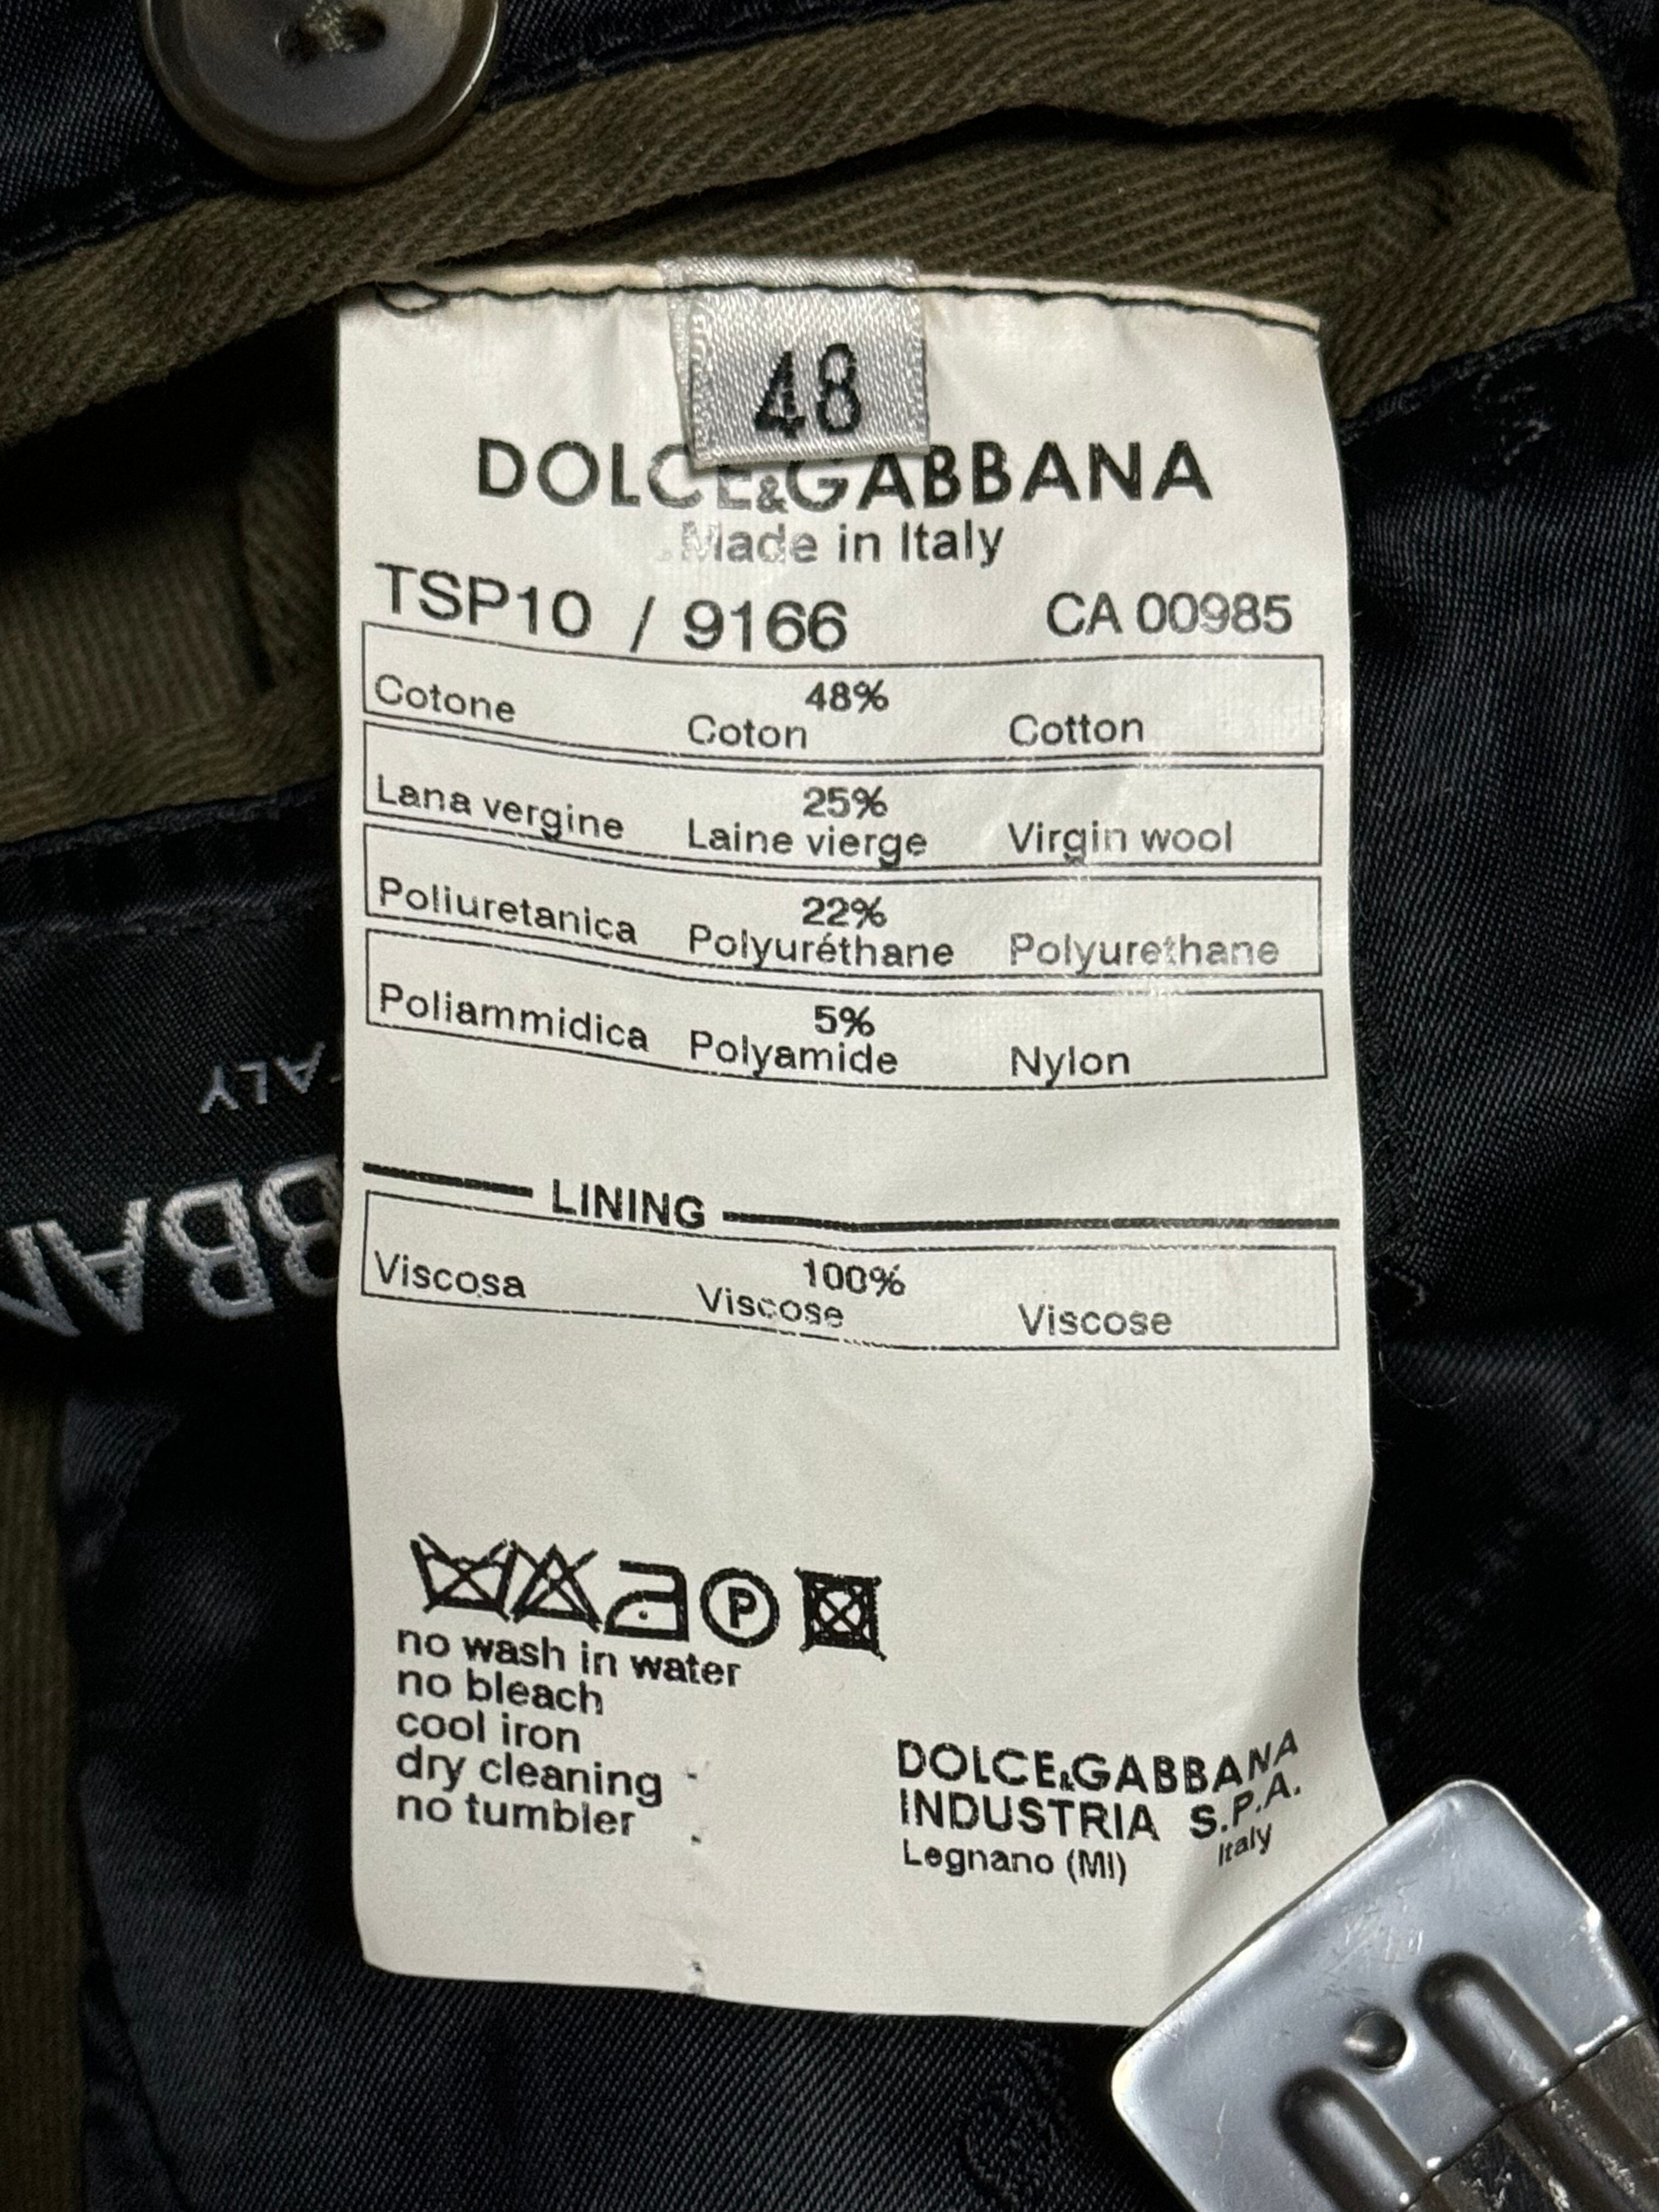 48
DOLCE&GABBANA
Made in Italy
TSP10 / 9166 CA 00985
48%
Cotone Coton Cotton
25%
Lana vergine Laine vierge Virgin wool
22%
Poliuretanica Polyuréthane Polyurethane
5%
Poliammidica Polyamide Nylon
LINING
100%
Viscosa Viscose Viscose
P
no wash in water
no bleach
cool iron
dry cleaning
no tumbler
DOLCE&GABBANA
INDUSTRIA S.P.A.
Legnano (MI) Italy
ALY
BBAN